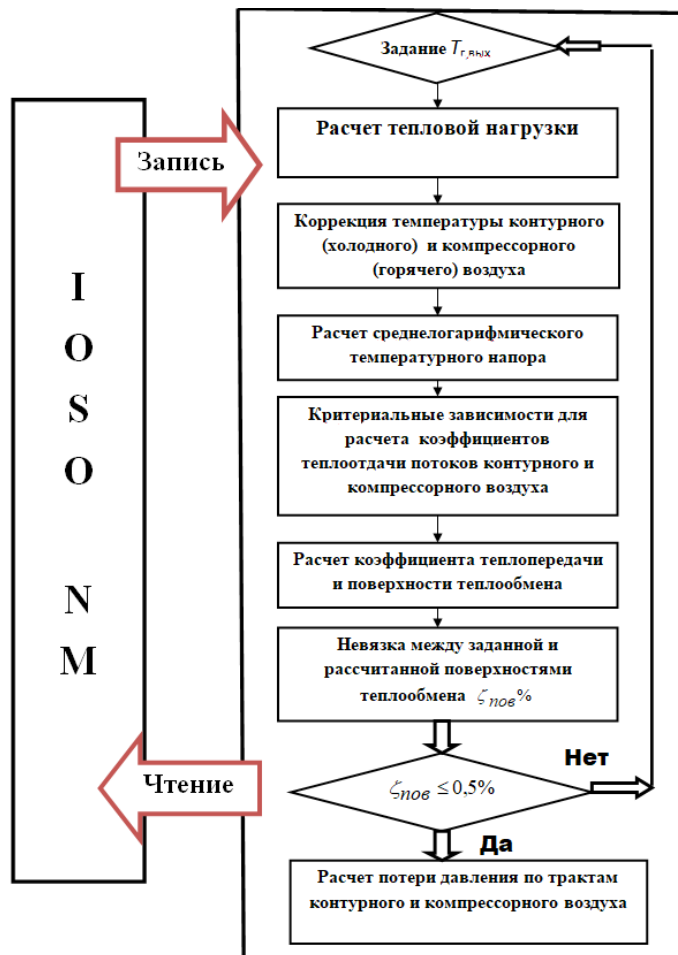 Задание Tг,вых
Запись
Расчет тепловой нагрузки
Коррекция температуры контурного
(холодного) и компрессорного
(горячего) воздуха
I
O
S
O
N
M
Расчет среднелогарифмического
температурного напора
Критериальные зависимости для
расчета коэффициентов
теплоотдачи потоков контурного и
компрессорного воздуха
Расчет коэффициента теплопередачи
и поверхности теплообмена
Невязка между заданной и
рассчитанной поверхностями
теплообмена ζпов%
Чтение
ζпов ≤ 0,5%
Нет
Да
Расчет потери давления по трактам
контурного и компрессорного воздуха